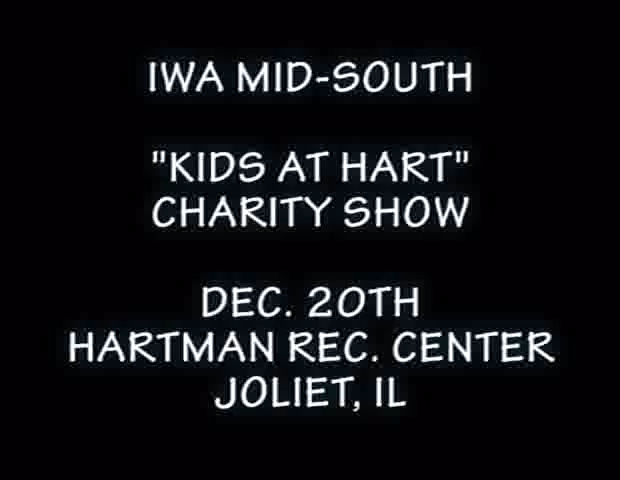 IWA MID-SOUTH
"KIDS AT HART"
CHARITY SHOW
DEC. 20TH
HARTMAN REC. CENTER
JOLIET, IL